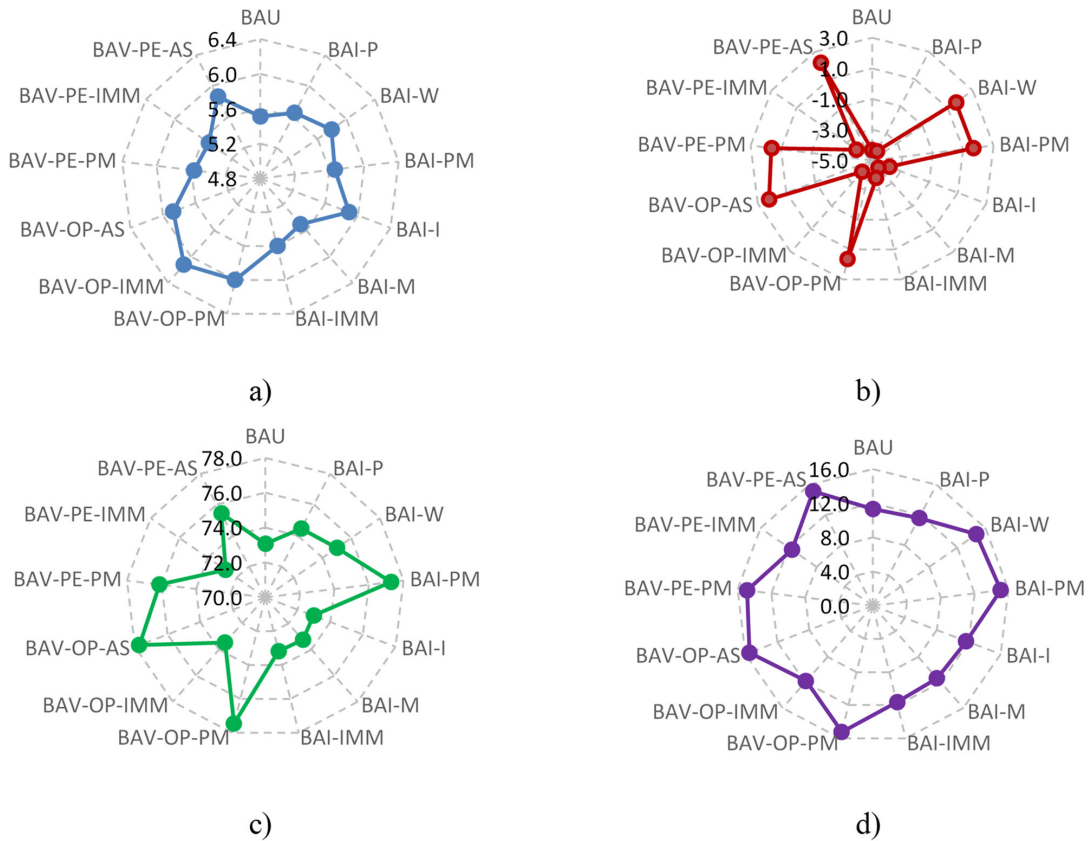 BAU
6.4
BAV-PE-AS
BAI-P
6.0
BAV-PE-IMM
BAI-W
5.6
5.2
BAV-PE-PM
BAI-PM
4.8
BAV-OP-AS
BAI-I
BAV-OP-IMM
BAI-M
BAV-OP-PM
BAI-IMM
a)
BAU
3.0
BAV-PE-AS
BAI-P
1.0
BAV-PE-IMM
BAI-W
-1.0
-3.0
BAV-PE-PM
BAI-PM
-5.0
BAV-OP-AS
BAI-I
BAV-OP-IMM
BAI-M
BAV-OP-PM
BAI-IMM
b)
BAU
78.0
BAV-PE-AS
BAI-P
76.0
BAV-PE-IMM
BAI-W
74.0
72.0
BAV-PE-PM
BAI-PM
70.0
BAV-OP-AS
BAI-I
BAV-OP-IMM
BAI-M
BAV-OP-PM
BAI-IMM
c)
BAU
16.0
BAV-PE-AS
BAI-P
12.0
BAV-PE-IMM
BAI-W
8.0
4.0
BAV-PE-PM
BAI-PM
0.0
BAV-OP-AS
BAI-I
BAV-OP-IMM
BAI-M
BAV-OP-PM
BAI-IMM
d)